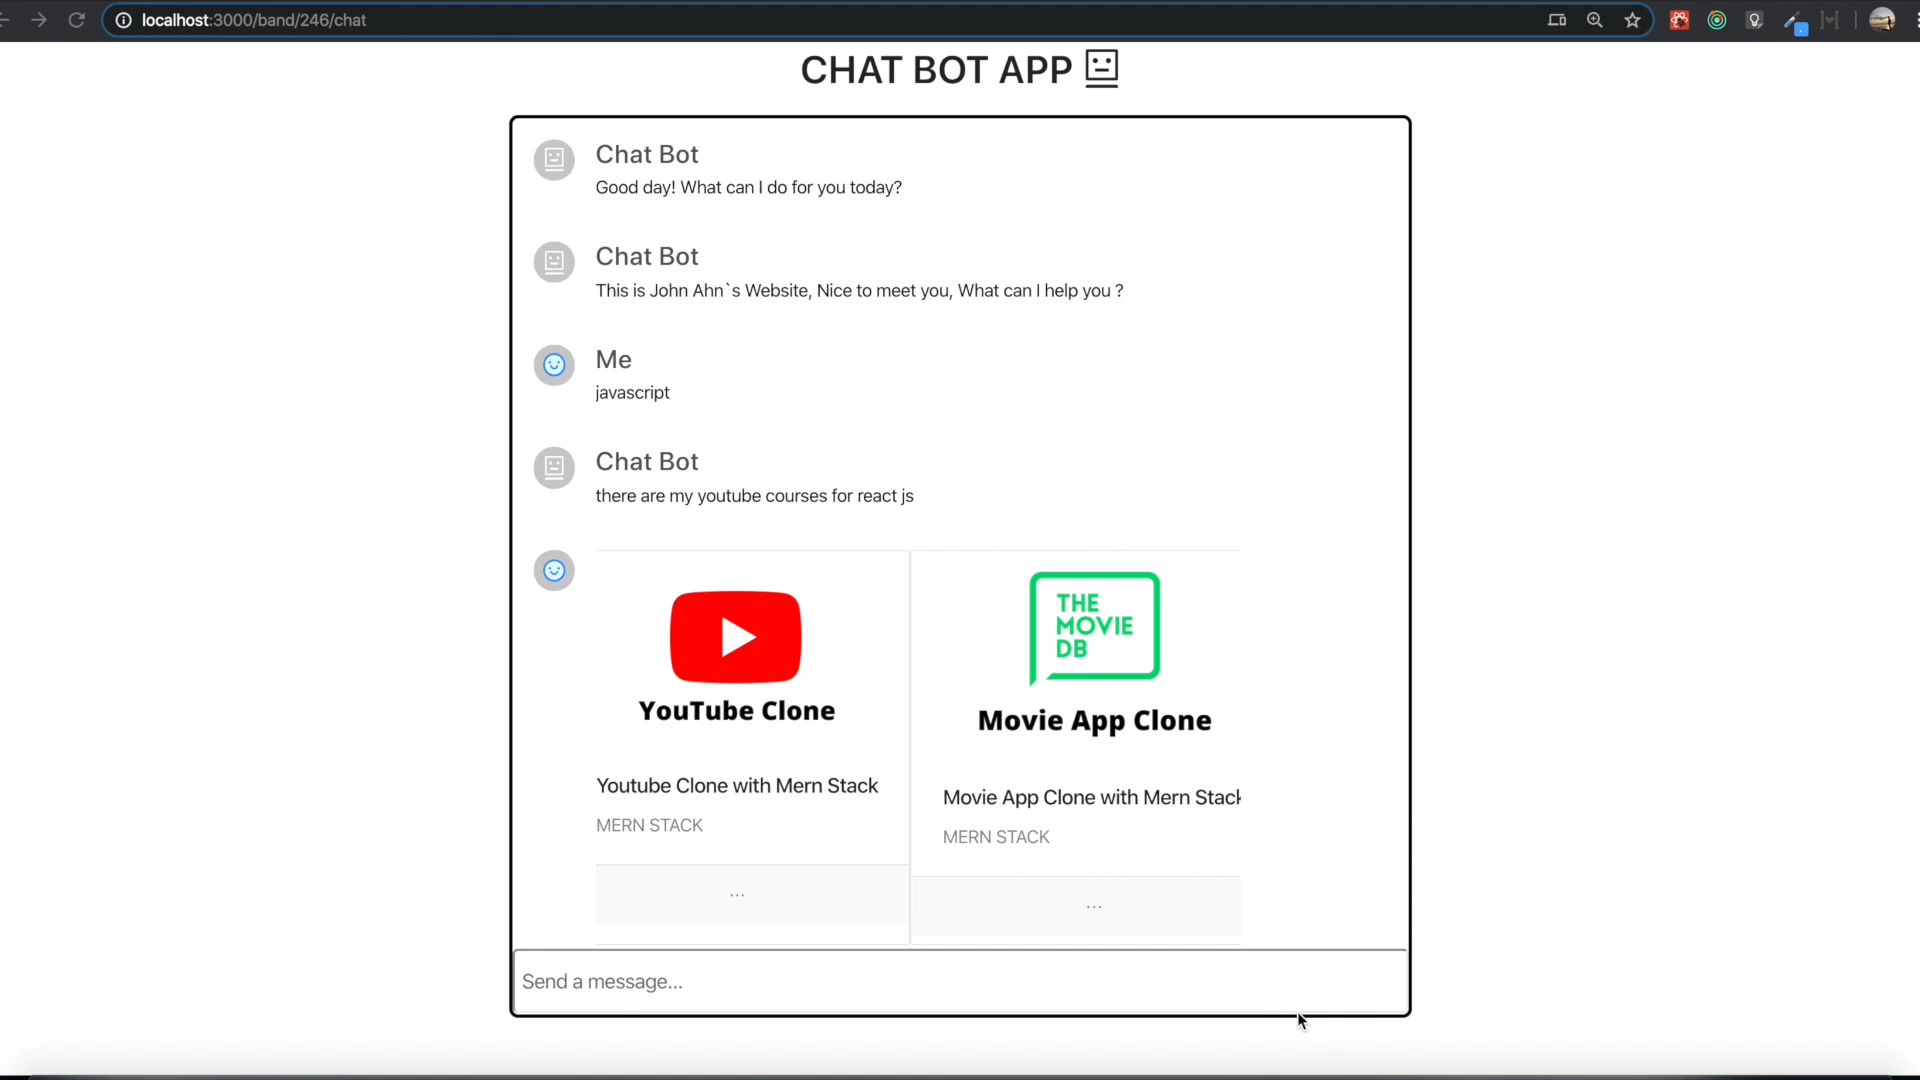 localhost:3000/band/246/chat
CHAT BOT APP
Chat Bot
Good day! What can I do for you today?
Chat Bot
This is John Ahn`s Website, Nice to meet you, What can I help you ?
Me
javascript
Chat Bot
there are my youtube courses for react js
YouTube Clone
Youtube Clone with Mern Stack
MERN STACK
...
THE
MOVIE
DB
Movie App Clone
Movie App Clone with Mern Stack
MERN STACK
...
Send a message...